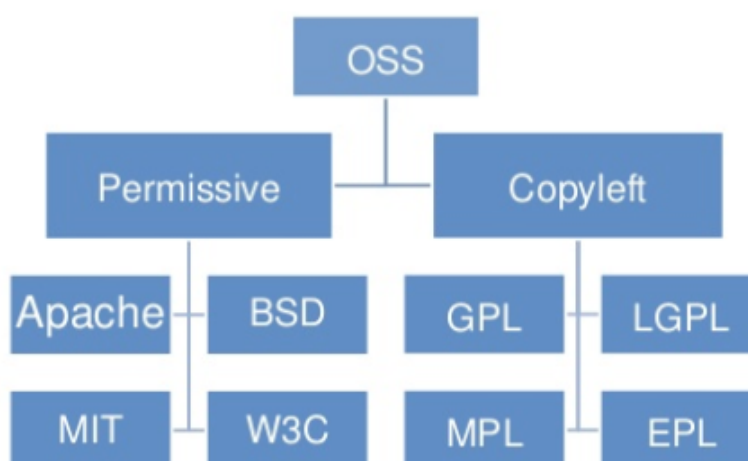 OSS
Permissive
Copyleft
Apache
BSD
GPL
LGPL
MIT
W3C
MPL
EPL